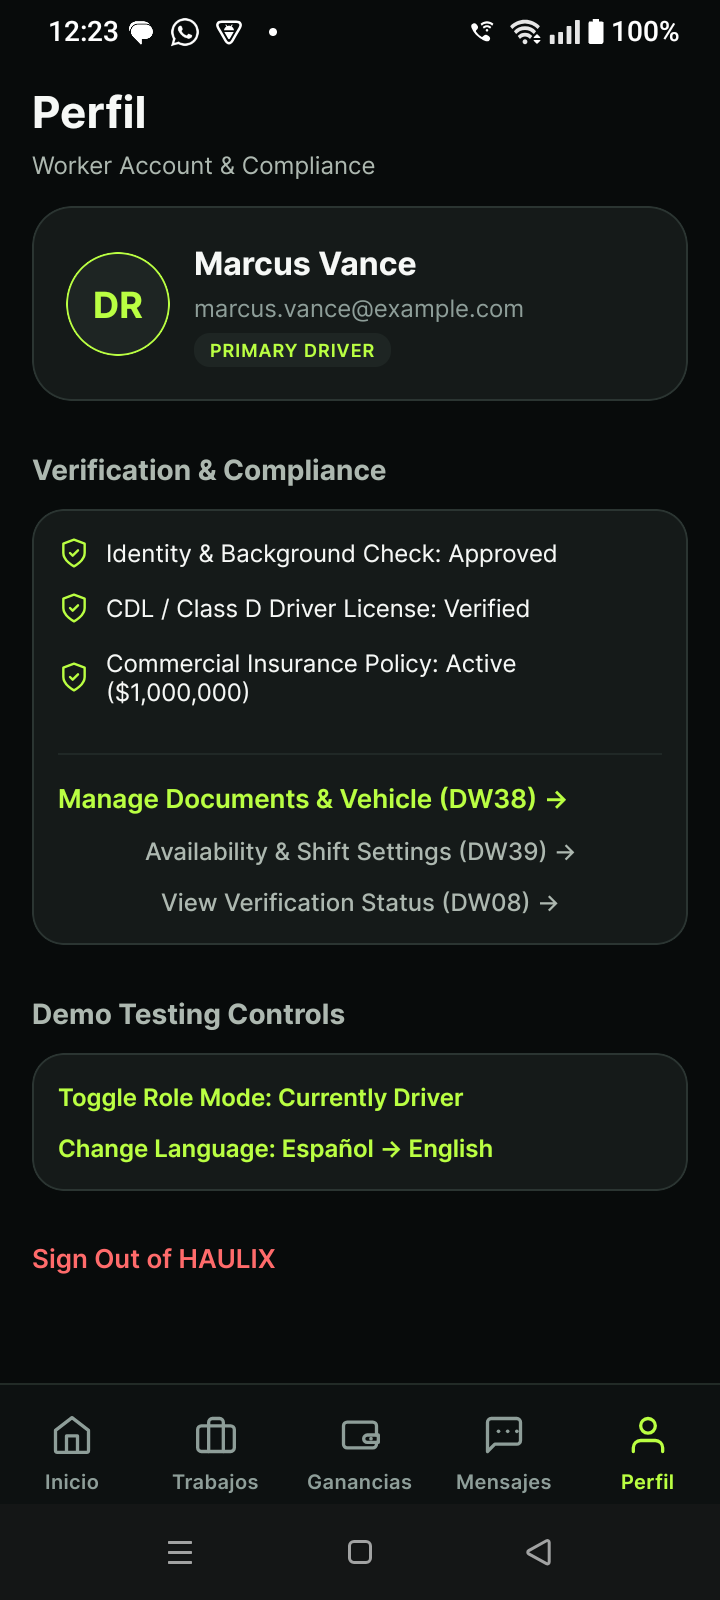 12:23
100%
Perfil
Worker Account & Compliance
DR
Marcus Vance
marcus.vance@example.com
PRIMARY DRIVER
Verification & Compliance
Identity & Background Check: Approved
CDL / Class D Driver License: Verified
Commercial Insurance Policy: Active
($1,000,000)
Manage Documents & Vehicle (DW38) →
Availability & Shift Settings (DW39) →
View Verification Status (DW08) →
Demo Testing Controls
Toggle Role Mode: Currently Driver
Change Language: Español → English
Sign Out of HAULIX
Inicio
Trabajos
Ganancias
Mensajes
Perfil